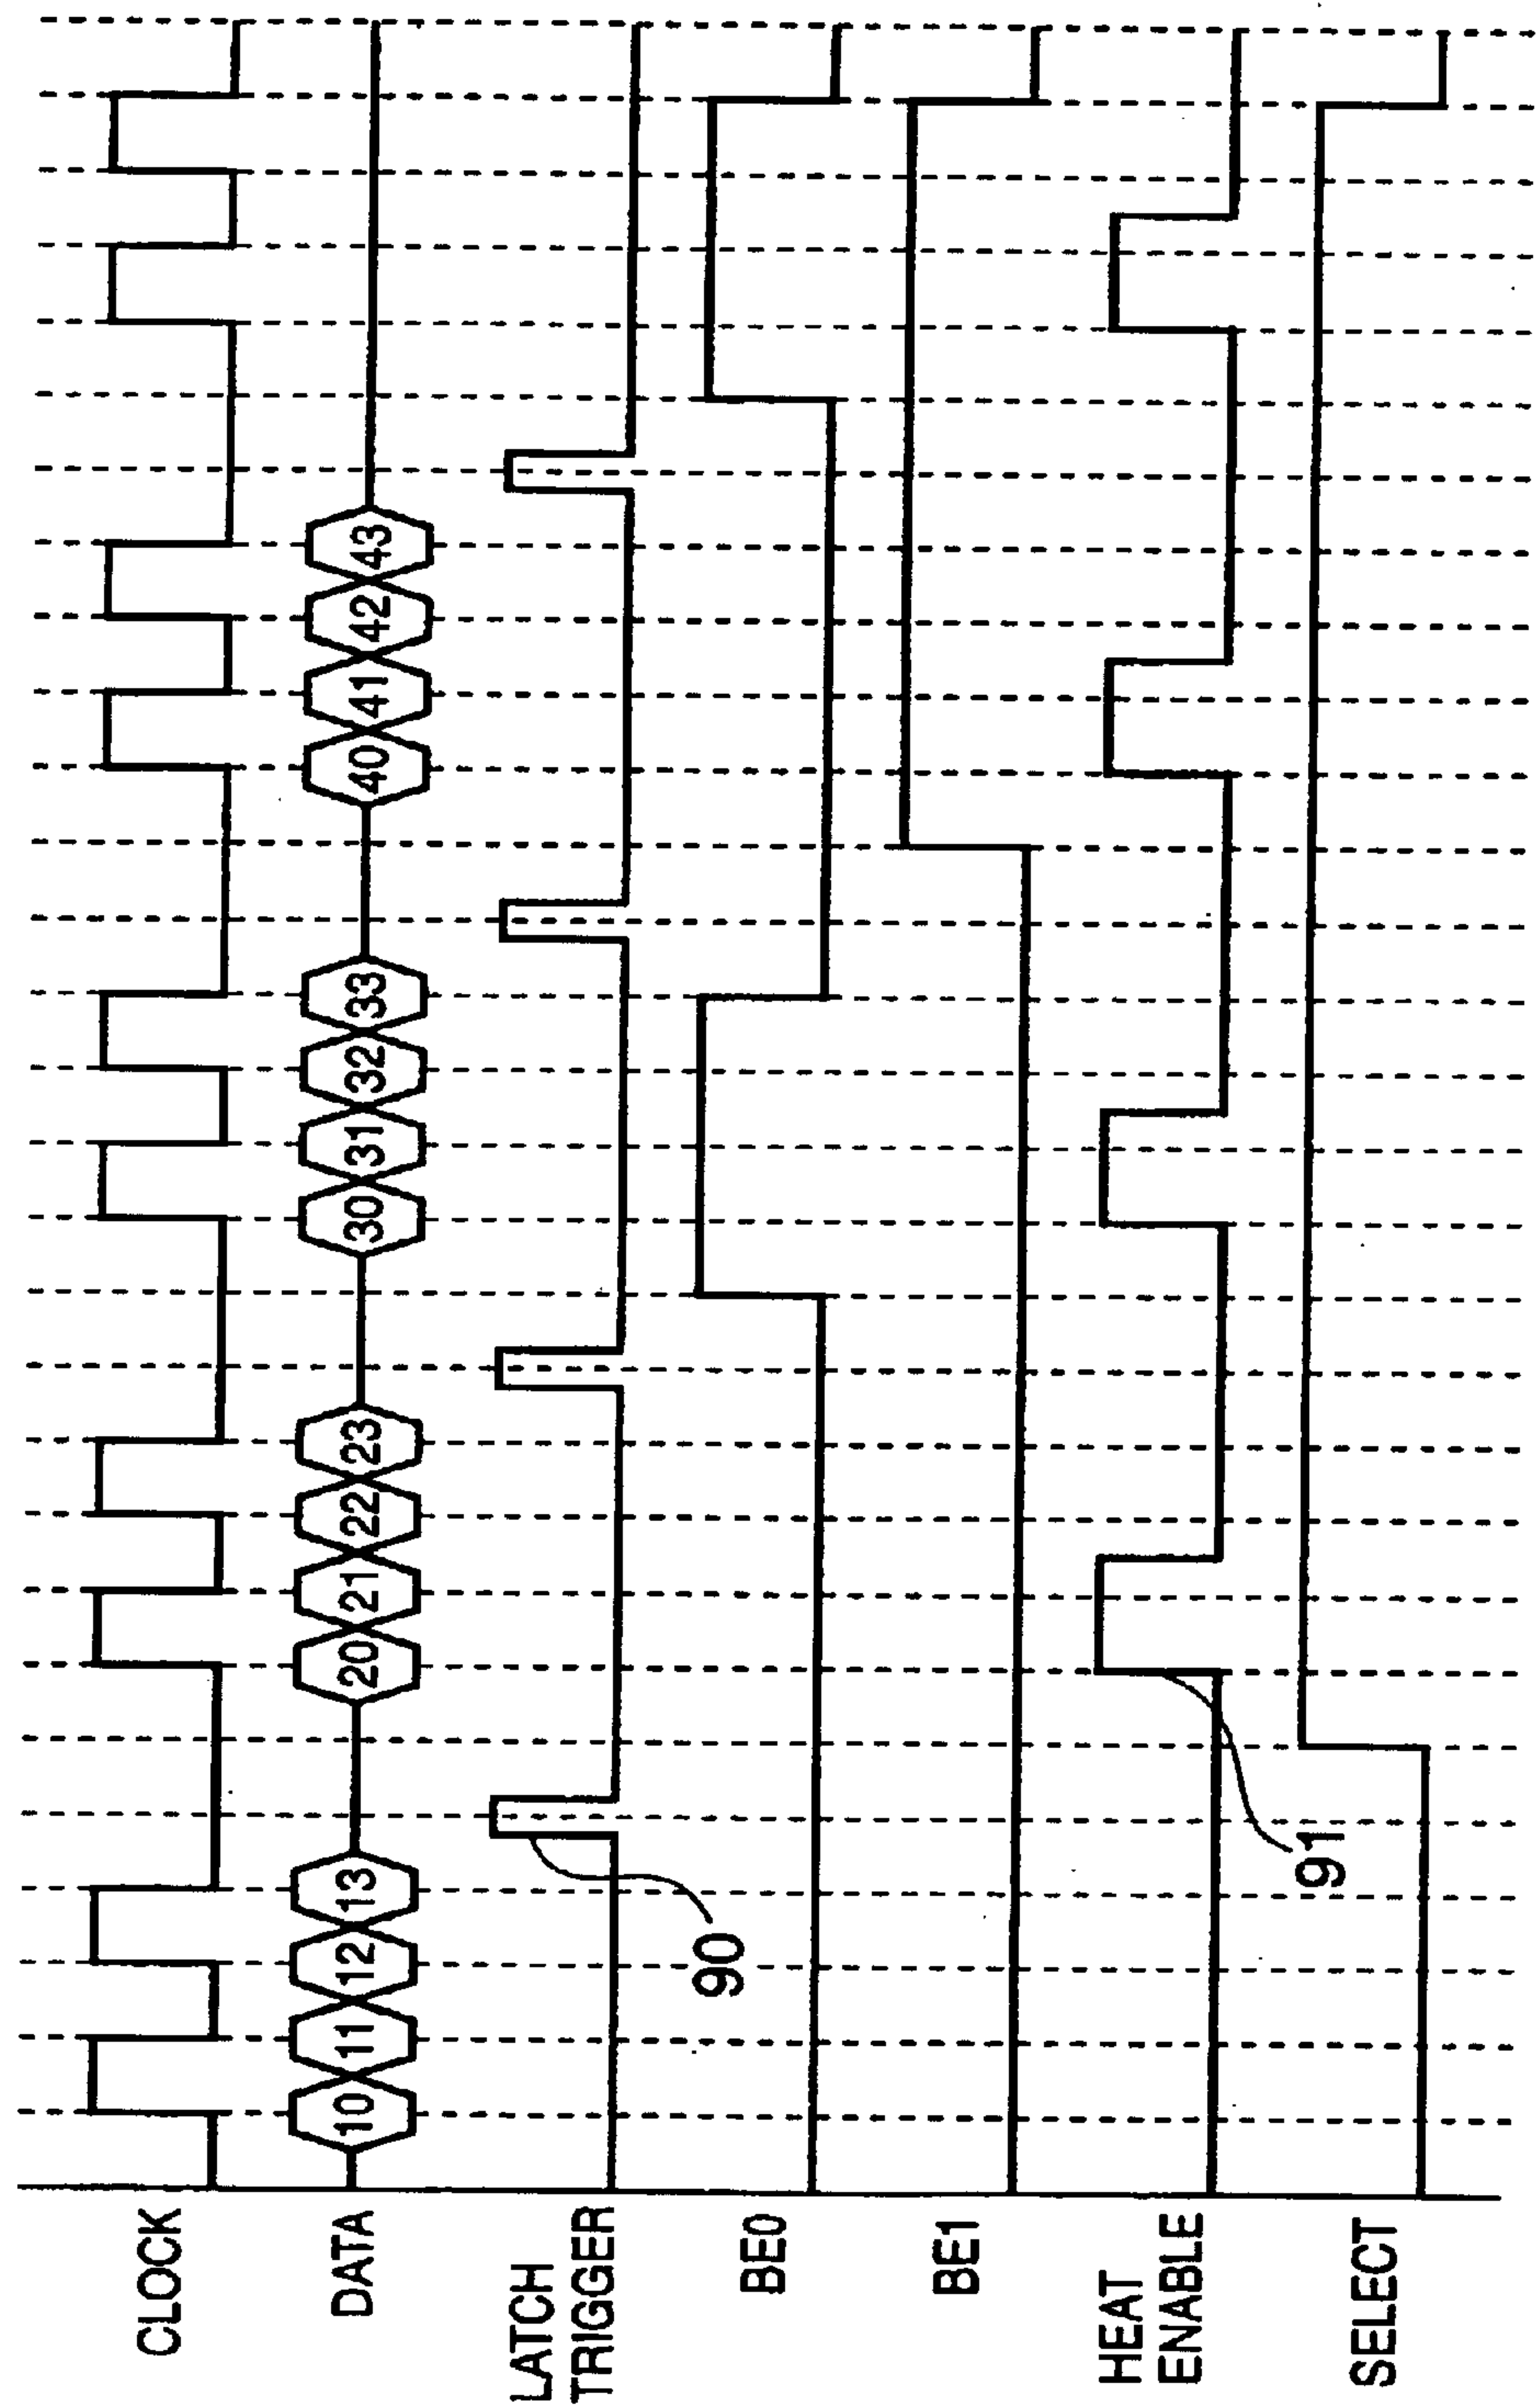 CLOCK
DATA
10 11 12 13 20 21 22 23 30 31 32 33 40 41 42 43
LATCH
TRIGGER
90
BE0
BE1
HEAT
ENABLE
91
SELECT